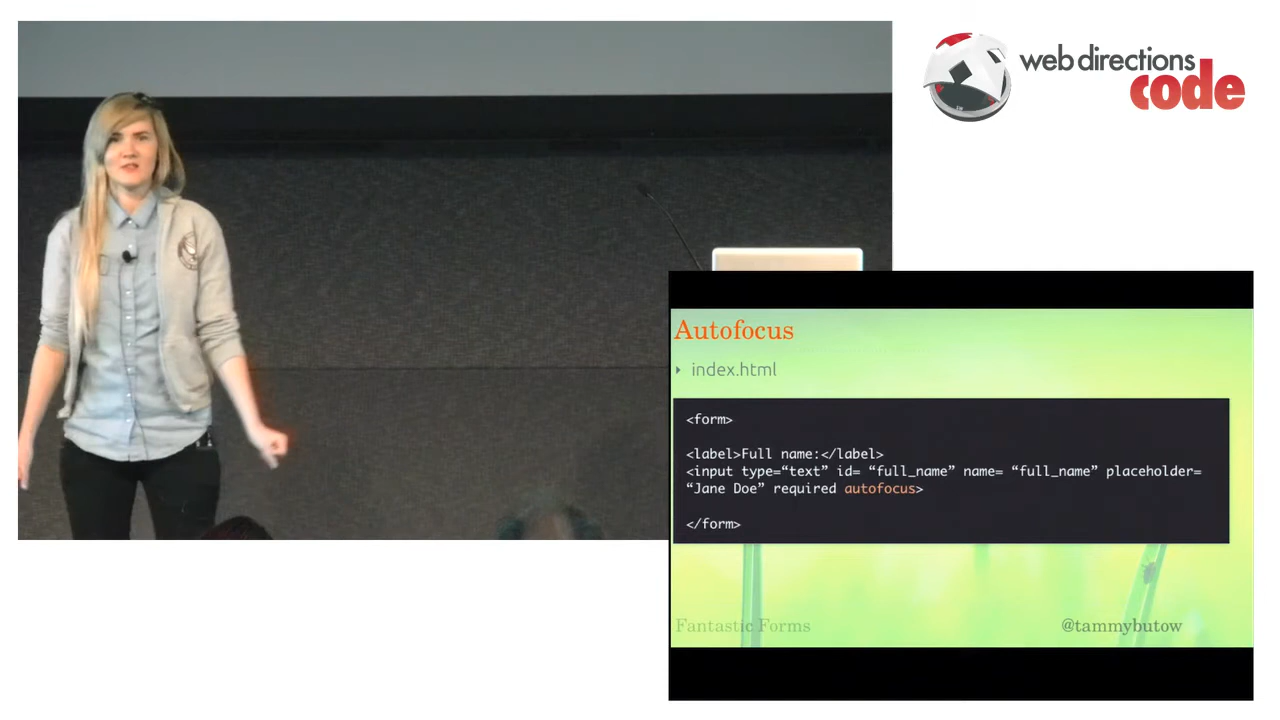 web directions
code
Autofocus
index.html
<form>
<label>Full name:</label>
<input type=“text” id= “full_name” name= “full_name” placeholder=
“Jane Doe” required autofocus>
</form>
Fantastic Forms
@tammybutow